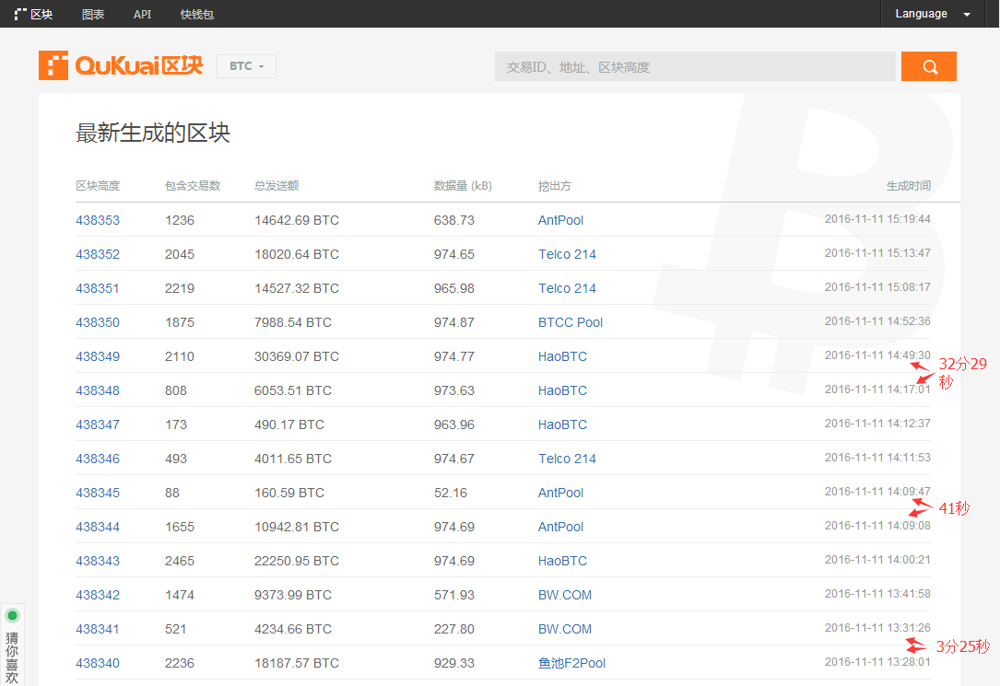 区块 图表 API 快钱包 Language
QuKuai区块 BTC 交易ID、地址、区块高度
最新生成的区块
区块高度 包含交易数 总发送额 数据量 (kB) 挖出方 生成时间
438353 1236 14642.69 BTC 638.73 AntPool 2016-11-11 15:19:44
438352 2045 18020.64 BTC 974.65 Telco 214 2016-11-11 15:13:47
438351 2219 14527.32 BTC 965.98 Telco 214 2016-11-11 15:08:17
438350 1875 7988.54 BTC 974.87 BTCC Pool 2016-11-11 14:52:36
438349 2110 30369.07 BTC 974.77 HaoBTC 2016-11-11 14:49:30
32分29
秒
438348 808 6053.51 BTC 973.63 HaoBTC 2016-11-11 14:17:01
438347 173 490.17 BTC 963.96 HaoBTC 2016-11-11 14:12:37
438346 493 4011.65 BTC 974.67 Telco 214 2016-11-11 14:11:53
438345 88 160.59 BTC 52.16 AntPool 2016-11-11 14:09:47
41秒
438344 1655 10942.81 BTC 974.69 AntPool 2016-11-11 14:09:08
438343 2465 22250.95 BTC 974.69 HaoBTC 2016-11-11 14:00:21
438342 1474 9373.99 BTC 571.93 BW.COM 2016-11-11 13:41:58
438341 521 4234.66 BTC 227.80 BW.COM 2016-11-11 13:31:26
3分25秒
438340 2236 18187.57 BTC 929.33 鱼池F2Pool 2016-11-11 13:28:01
猜你喜欢